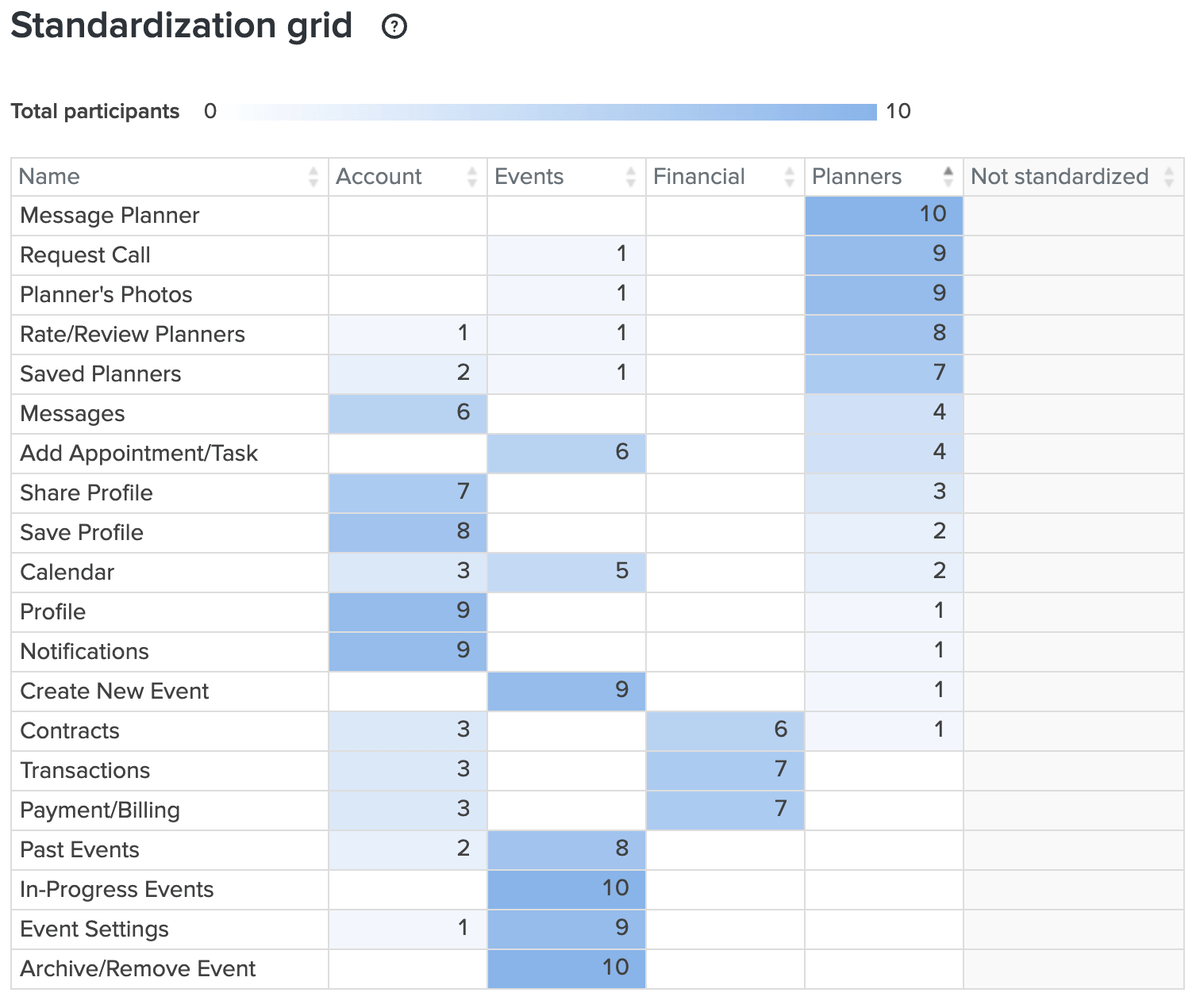 Standardization grid ?
Total participants 0 10
Name Account Events Financial Planners Not standardized
Message Planner 10
Request Call 1 9
Planner's Photos 1 9
Rate/Review Planners 1 1 8
Saved Planners 2 1 7
Messages 6 4
Add Appointment/Task 6 4
Share Profile 7 3
Save Profile 8 2
Calendar 3 5 2
Profile 9 1
Notifications 9 1
Create New Event 9 1
Contracts 3 6 1
Transactions 3 7
Payment/Billing 3 7
Past Events 2 8
In-Progress Events 10
Event Settings 1 9
Archive/Remove Event 10